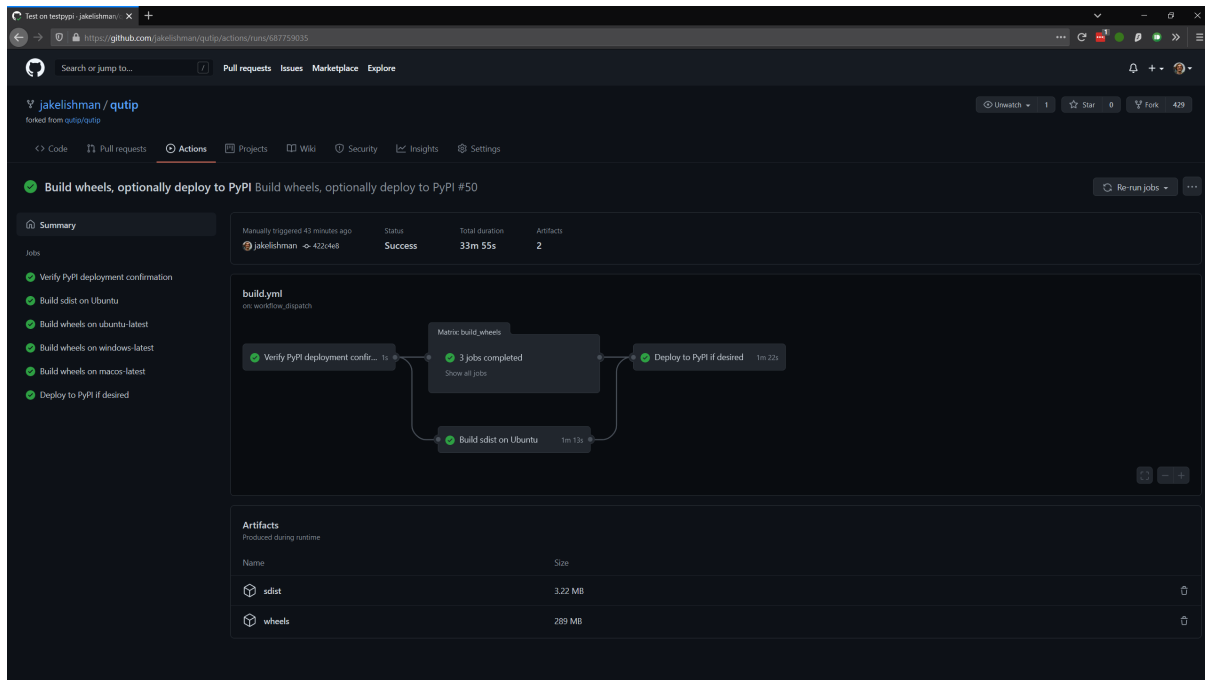 Test on testpypi · jakelishman/
https://github.com/jakelishman/qutip/actions/runs/687759035
Search or jump to... /
Pull requests Issues Marketplace Explore
jakelishman / qutip
forked from qutip/qutip
Unwatch 1 Star 0 Fork 429
Code Pull requests Actions Projects Wiki Security Insights Settings
Build wheels, optionally deploy to PyPI Build wheels, optionally deploy to PyPI #50
Re-run jobs
Summary
Jobs
Verify PyPI deployment confirmation
Build sdist on Ubuntu
Build wheels on ubuntu-latest
Build wheels on windows-latest
Build wheels on macos-latest
Deploy to PyPI if desired
Manually triggered 43 minutes ago Status Total duration Artifacts
jakelishman 422c4e8 Success 33m 55s 2
build.yml
on: workflow_dispatch
Matrix: build_wheels
Verify PyPI deployment confir... 1s
3 jobs completed
Show all jobs
Deploy to PyPI if desired 1m 22s
Build sdist on Ubuntu 1m 13s
Artifacts
Produced during runtime
Name Size
sdist 3.22 MB
wheels 289 MB